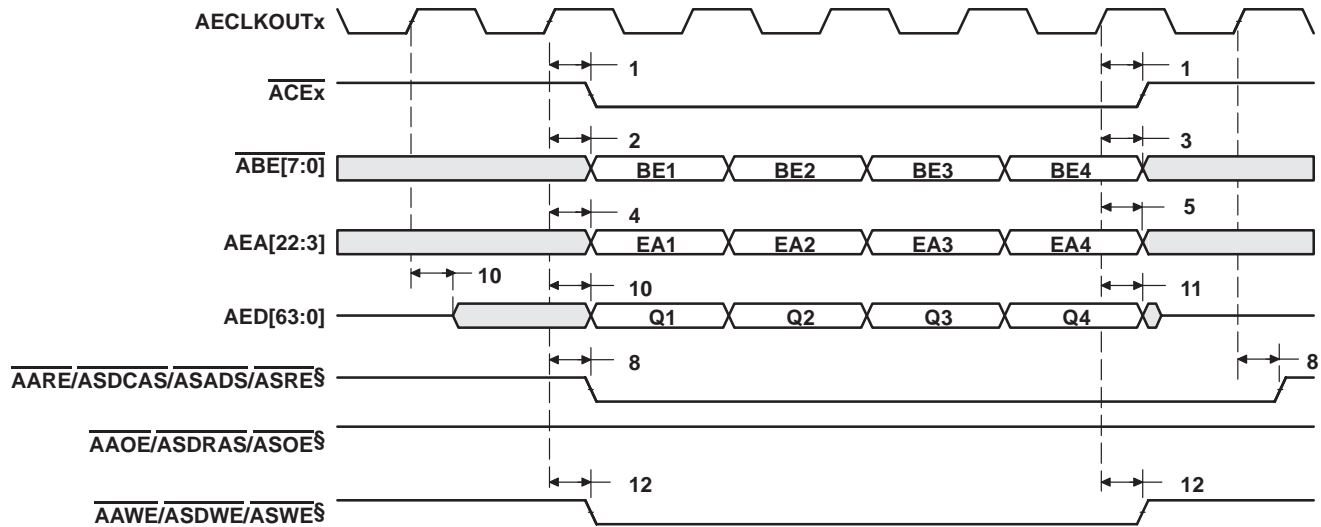 AECLKOUTx
1 1
ACEx
2 3
ABE[7:0] BE1 BE2 BE3 BE4
4 5
AEA[22:3] EA1 EA2 EA3 EA4
10 10 11
AED[63:0] Q1 Q2 Q3 Q4
8 8
AARE/ASDCAS/ASADS/ASRE§
AAOE/ASDRAS/ASOE§
12 12
AAWE/ASDWE/ASWE§